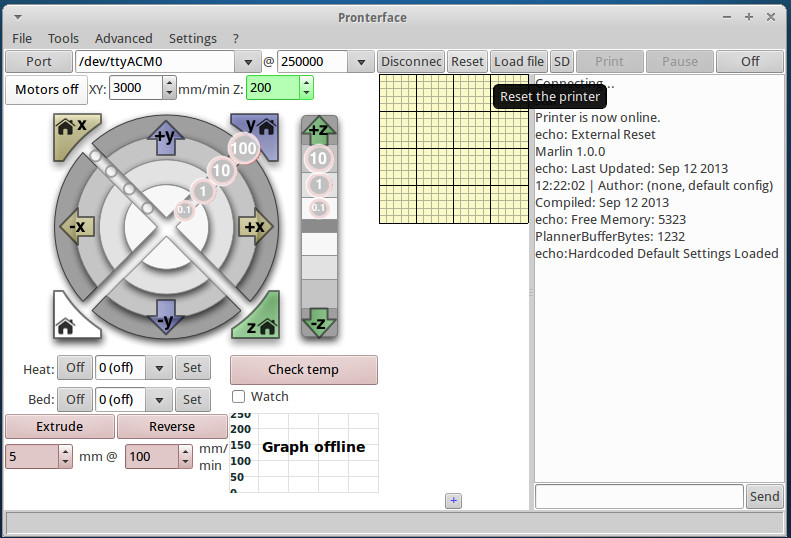 Pronterface
File Tools Advanced Settings ?
Port /dev/ttyACM0 @ 250000 Disconnec Reset Load file SD Print Pause Off
Motors off XY: 3000 mm/min Z: 200
Reset the printer
Connecting...
Printer is now online.
echo: External Reset
Marlin 1.0.0
echo: Last Updated: Sep 12 2013
12:22:02 | Author: (none, default config)
Compiled: Sep 12 2013
echo: Free Memory: 5323
PlannerBufferBytes: 1232
echo:Hardcoded Default Settings Loaded
x +y y +z
100
10 10
1 1
0.1 0.1
-x +x
-y z -z
Heat: Off 0 (off) Set Check temp
Bed: Off 0 (off) Set Watch
Extrude Reverse
5 mm @ 100 mm/
min
250
200
150 Graph offline
100
50
0
+
Send